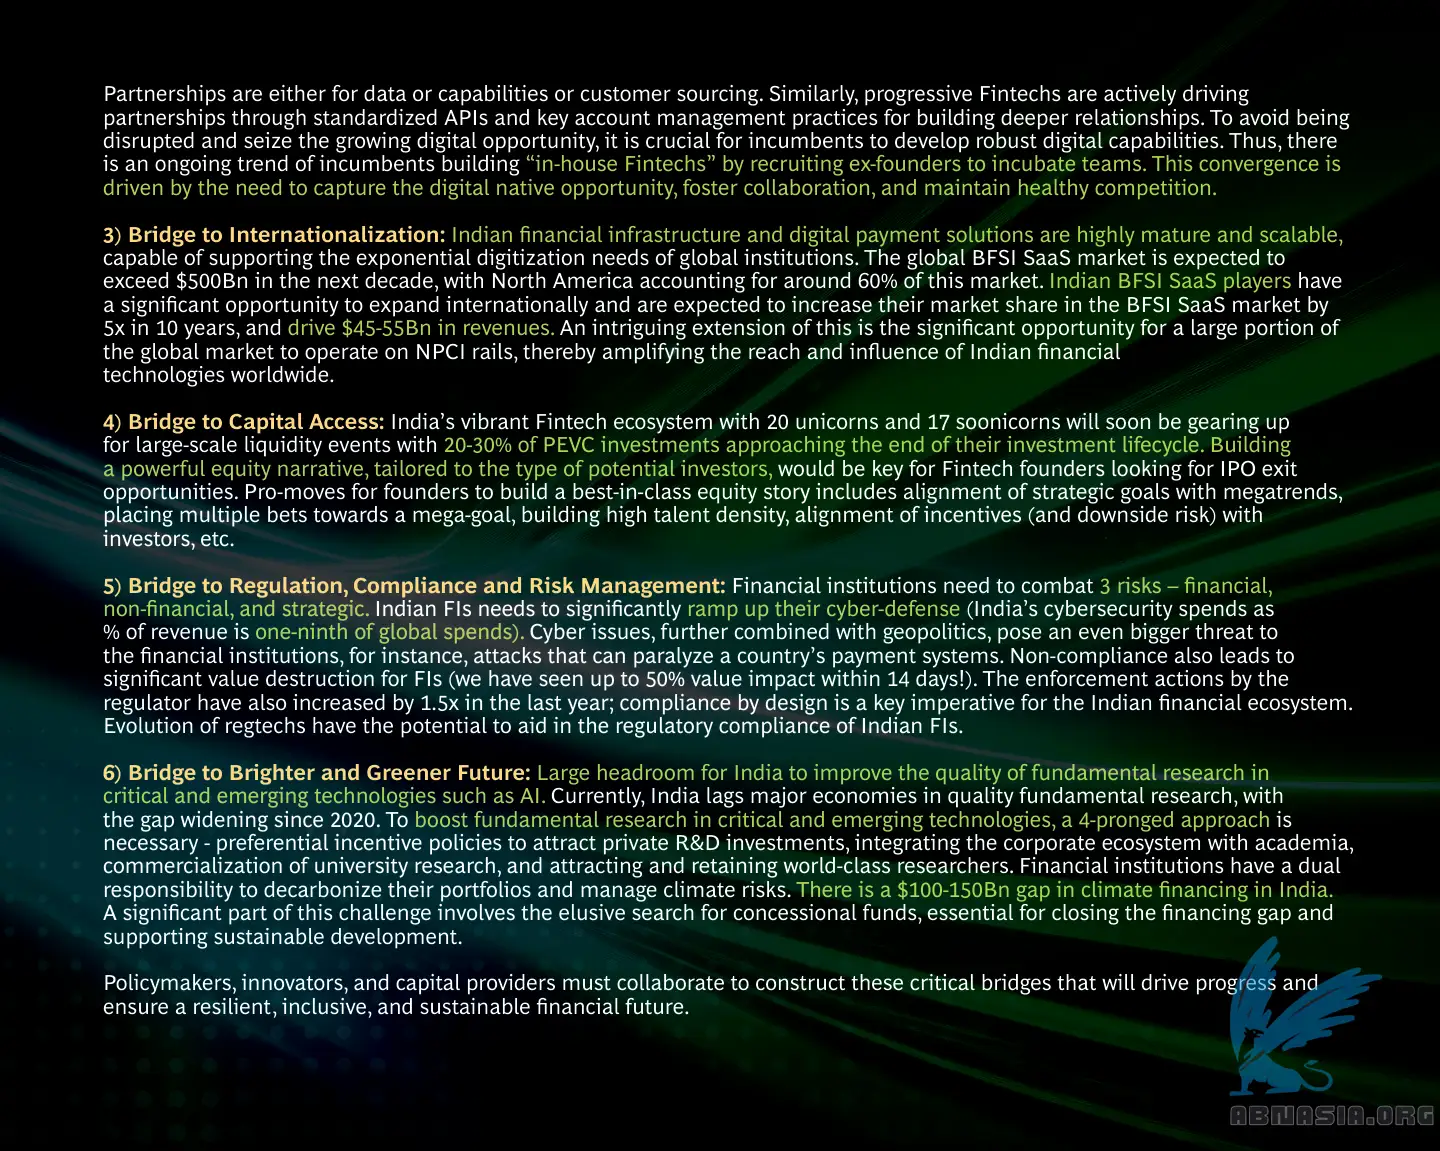 Partnerships are either for data or capabilities or customer sourcing. Similarly, progressive Fintechs are actively driving
partnerships through standardized APIs and key account management practices for building deeper relationships. To avoid being
disrupted and seize the growing digital opportunity, it is crucial for incumbents to develop robust digital capabilities. Thus, there
is an ongoing trend of incumbents building “in-house Fintechs” by recruiting ex-founders to incubate teams. This convergence is
driven by the need to capture the digital native opportunity, foster collaboration, and maintain healthy competition.
3) Bridge to Internationalization: Indian financial infrastructure and digital payment solutions are highly mature and scalable,
capable of supporting the exponential digitization needs of global institutions. The global BFSI SaaS market is expected to
exceed $500Bn in the next decade, with North America accounting for around 60% of this market. Indian BFSI SaaS players have
a significant opportunity to expand internationally and are expected to increase their market share in the BFSI SaaS market by
5x in 10 years, and drive $45-55Bn in revenues. An intriguing extension of this is the significant opportunity for a large portion of
the global market to operate on NPCI rails, thereby amplifying the reach and influence of Indian financial
technologies worldwide.
4) Bridge to Capital Access: India’s vibrant Fintech ecosystem with 20 unicorns and 17 soonicorns will soon be gearing up
for large-scale liquidity events with 20-30% of PEVC investments approaching the end of their investment lifecycle. Building
a powerful equity narrative, tailored to the type of potential investors, would be key for Fintech founders looking for IPO exit
opportunities. Pro-moves for founders to build a best-in-class equity story includes alignment of strategic goals with megatrends,
placing multiple bets towards a mega-goal, building high talent density, alignment of incentives (and downside risk) with
investors, etc.
5) Bridge to Regulation, Compliance and Risk Management: Financial institutions need to combat 3 risks – financial,
non-financial, and strategic. Indian FIs needs to significantly ramp up their cyber-defense (India’s cybersecurity spends as
% of revenue is one-ninth of global spends). Cyber issues, further combined with geopolitics, pose an even bigger threat to
the financial institutions, for instance, attacks that can paralyze a country’s payment systems. Non-compliance also leads to
significant value destruction for FIs (we have seen up to 50% value impact within 14 days!). The enforcement actions by the
regulator have also increased by 1.5x in the last year; compliance by design is a key imperative for the Indian financial ecosystem.
Evolution of regtechs have the potential to aid in the regulatory compliance of Indian FIs.
6) Bridge to Brighter and Greener Future: Large headroom for India to improve the quality of fundamental research in
critical and emerging technologies such as AI. Currently, India lags major economies in quality fundamental research, with
the gap widening since 2020. To boost fundamental research in critical and emerging technologies, a 4-pronged approach is
necessary - preferential incentive policies to attract private R&D investments, integrating the corporate ecosystem with academia,
commercialization of university research, and attracting and retaining world-class researchers. Financial institutions have a dual
responsibility to decarbonize their portfolios and manage climate risks. There is a $100-150Bn gap in climate financing in India.
A significant part of this challenge involves the elusive search for concessional funds, essential for closing the financing gap and
supporting sustainable development.
Policymakers, innovators, and capital providers must collaborate to construct these critical bridges that will drive progress and
ensure a resilient, inclusive, and sustainable financial future.
ABNASIA.ORG